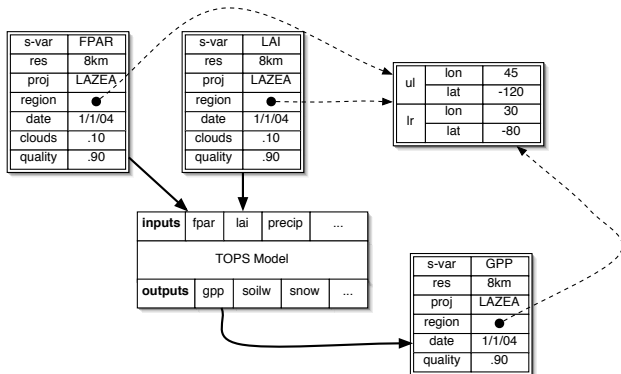 s-var FPAR
res 8km
proj LAZEA
region
date 1/1/04
clouds .10
quality .90
s-var LAI
res 8km
proj LAZEA
region
date 1/1/04
clouds .10
quality .90
ul lon 45
lat -120
lr lon 30
lat -80
inputs fpar lai precip ...
TOPS Model
outputs gpp soilw snow ...
s-var GPP
res 8km
proj LAZEA
region
date 1/1/04
quality .90